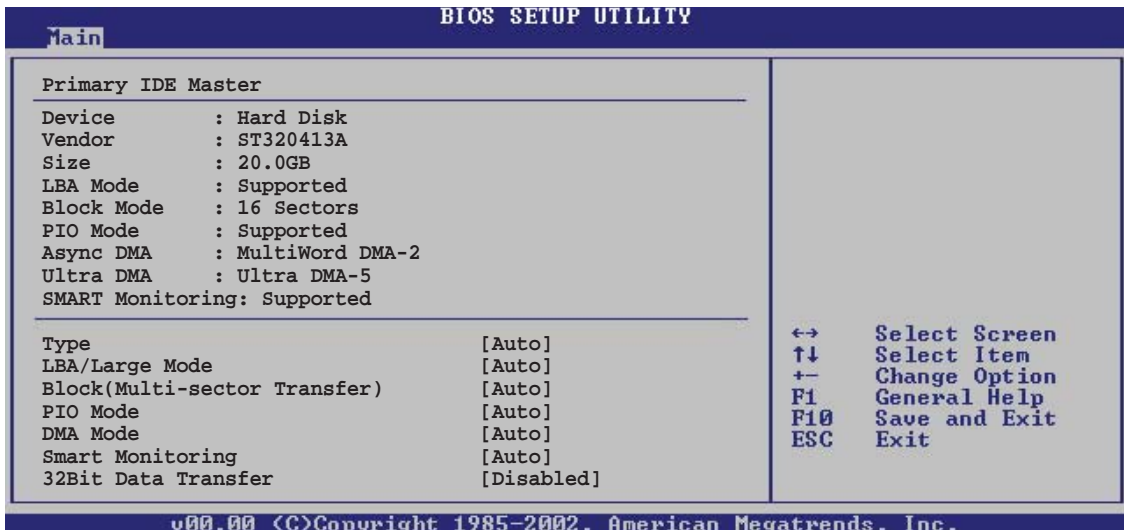 BIOS SETUP UTILITY
Main
Primary IDE Master
Device : Hard Disk
Vendor : ST320413A
Size : 20.0GB
LBA Mode : Supported
Block Mode : 16 Sectors
PIO Mode : Supported
Async DMA : MultiWord DMA-2
Ultra DMA : Ultra DMA-5
SMART Monitoring: Supported
Type [Auto]
LBA/Large Mode [Auto]
Block(Multi-sector Transfer) [Auto]
PIO Mode [Auto]
DMA Mode [Auto]
Smart Monitoring [Auto]
32Bit Data Transfer [Disabled]
←→ Select Screen
↑↓ Select Item
+- Change Option
F1 General Help
F10 Save and Exit
ESC Exit
v00.00 (C)Copyright 1985-2002, American Megatrends, Inc.